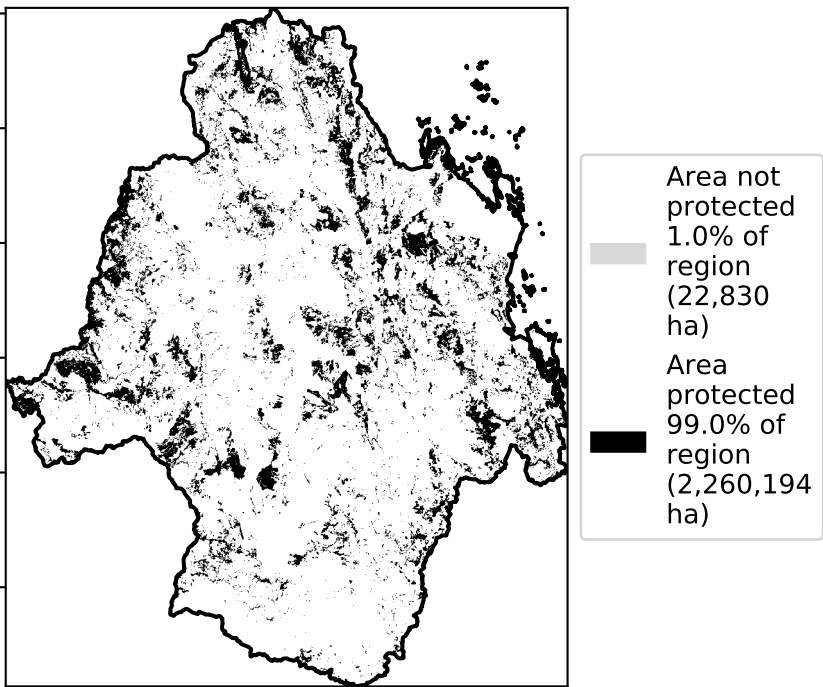 Area not
protected
1.0% of
region
(22,830
ha)
Area
protected
99.0% of
region
(2,260,194
ha)